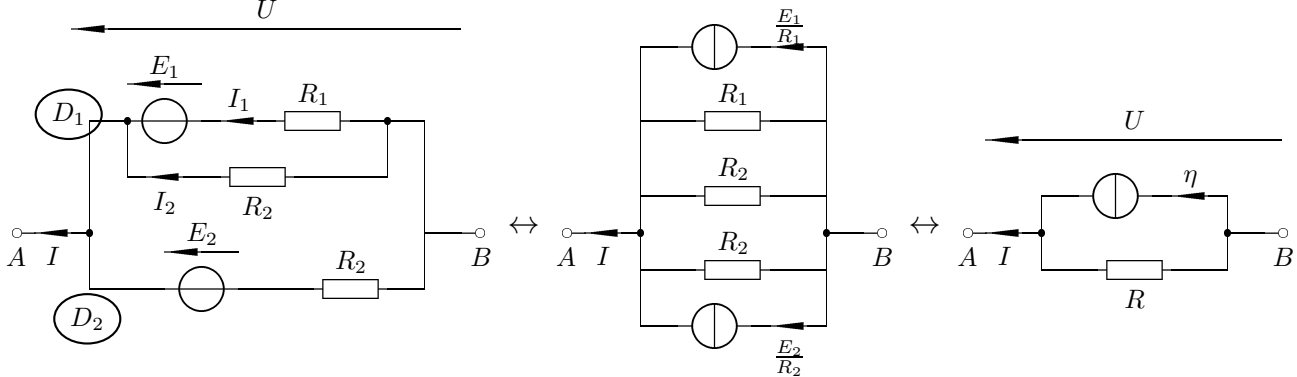 U
E₁
D₁
I₁
R₁
I₂
R₂
A
I
E₂
R₂
B
D₂
↔
E₁/R₁
R₁
R₂
R₂
A
I
B
E₂/R₂
↔
U
η
A
I
R
B